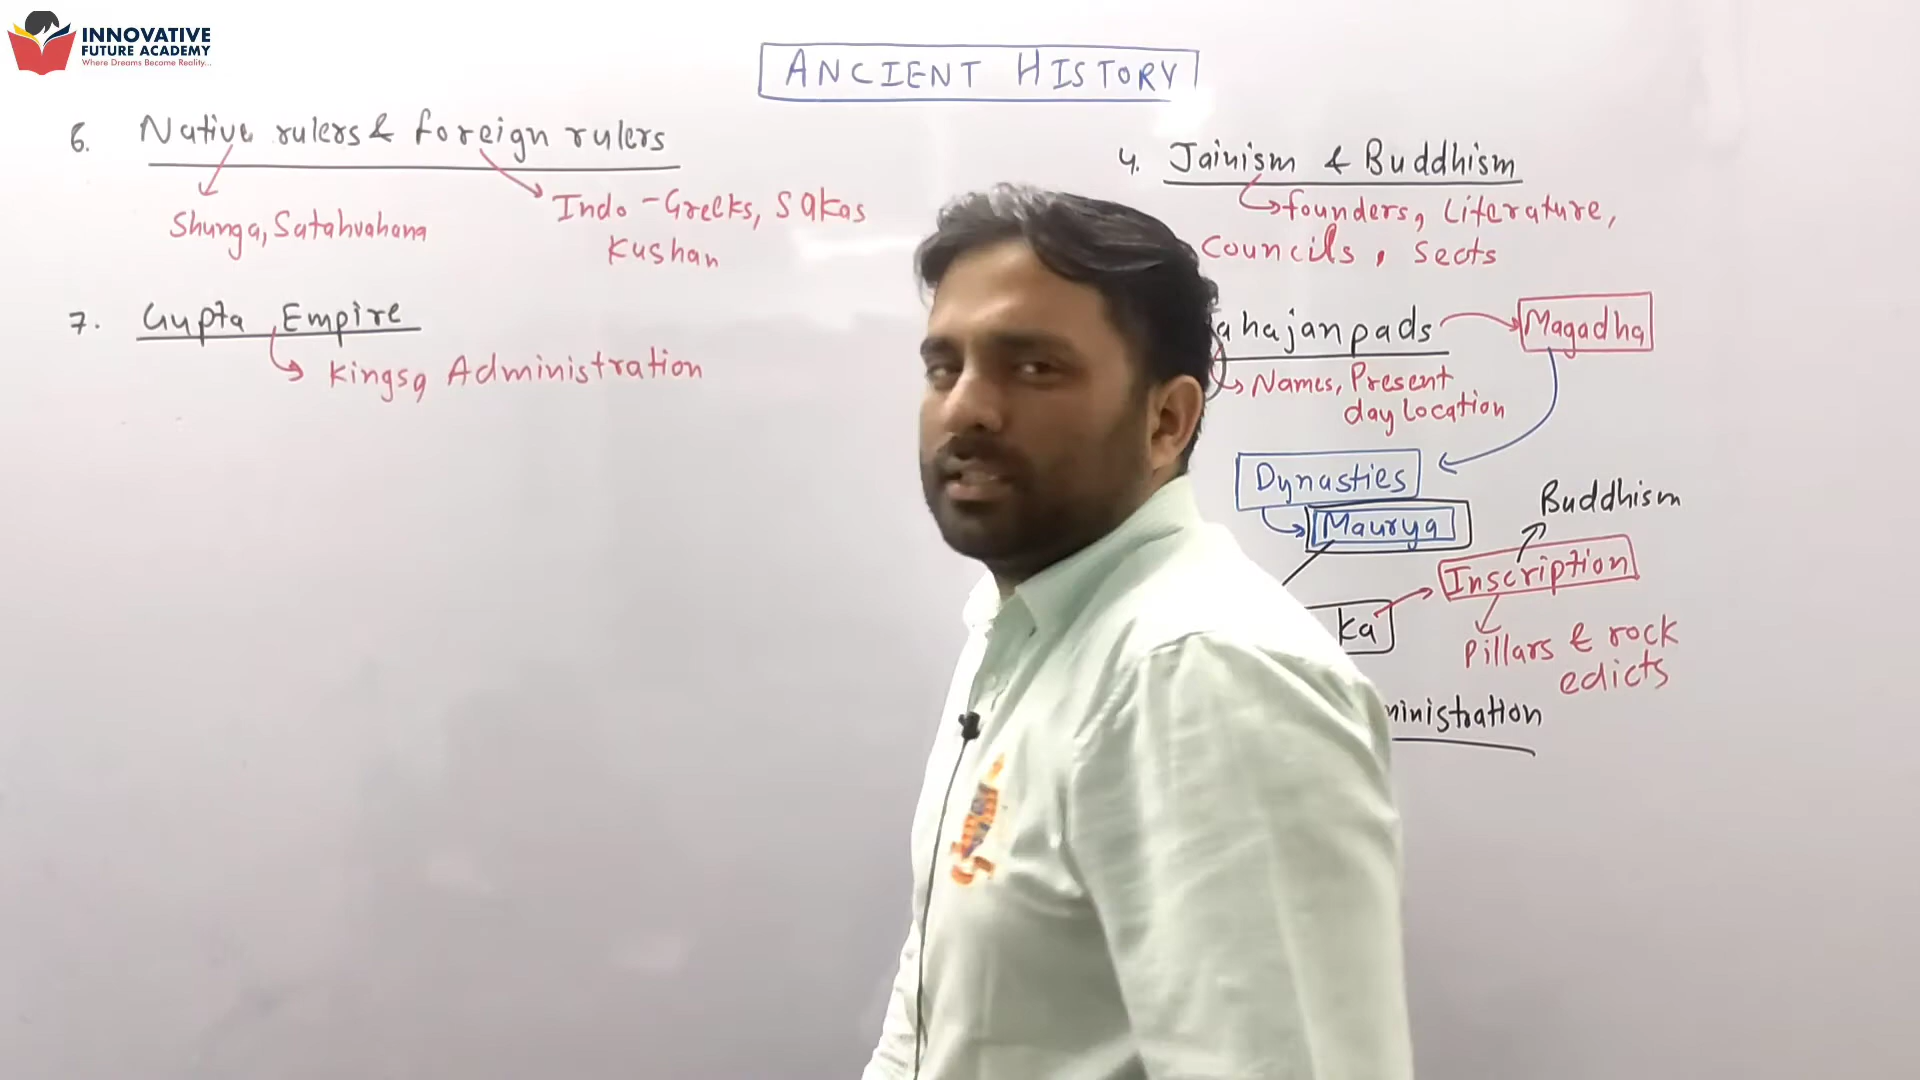 INNOVATIVE
FUTURE ACADEMY
Where Dreams Become Reality...
ANCIENT HISTORY
6. Native rulers & foreign rulers
Shunga, Satahvahana
Indo-Greeks, Sakas
Kushan
7. Gupta Empire
Kings, Administration
4. Jainism & Buddhism
founders, Literature,
Councils, Sects
ahajanpads
Magadha
Names, Present
day location
Dynasties
Maurya
Buddhism
Inscription
ka
Pillars & rock
edicts
ministration